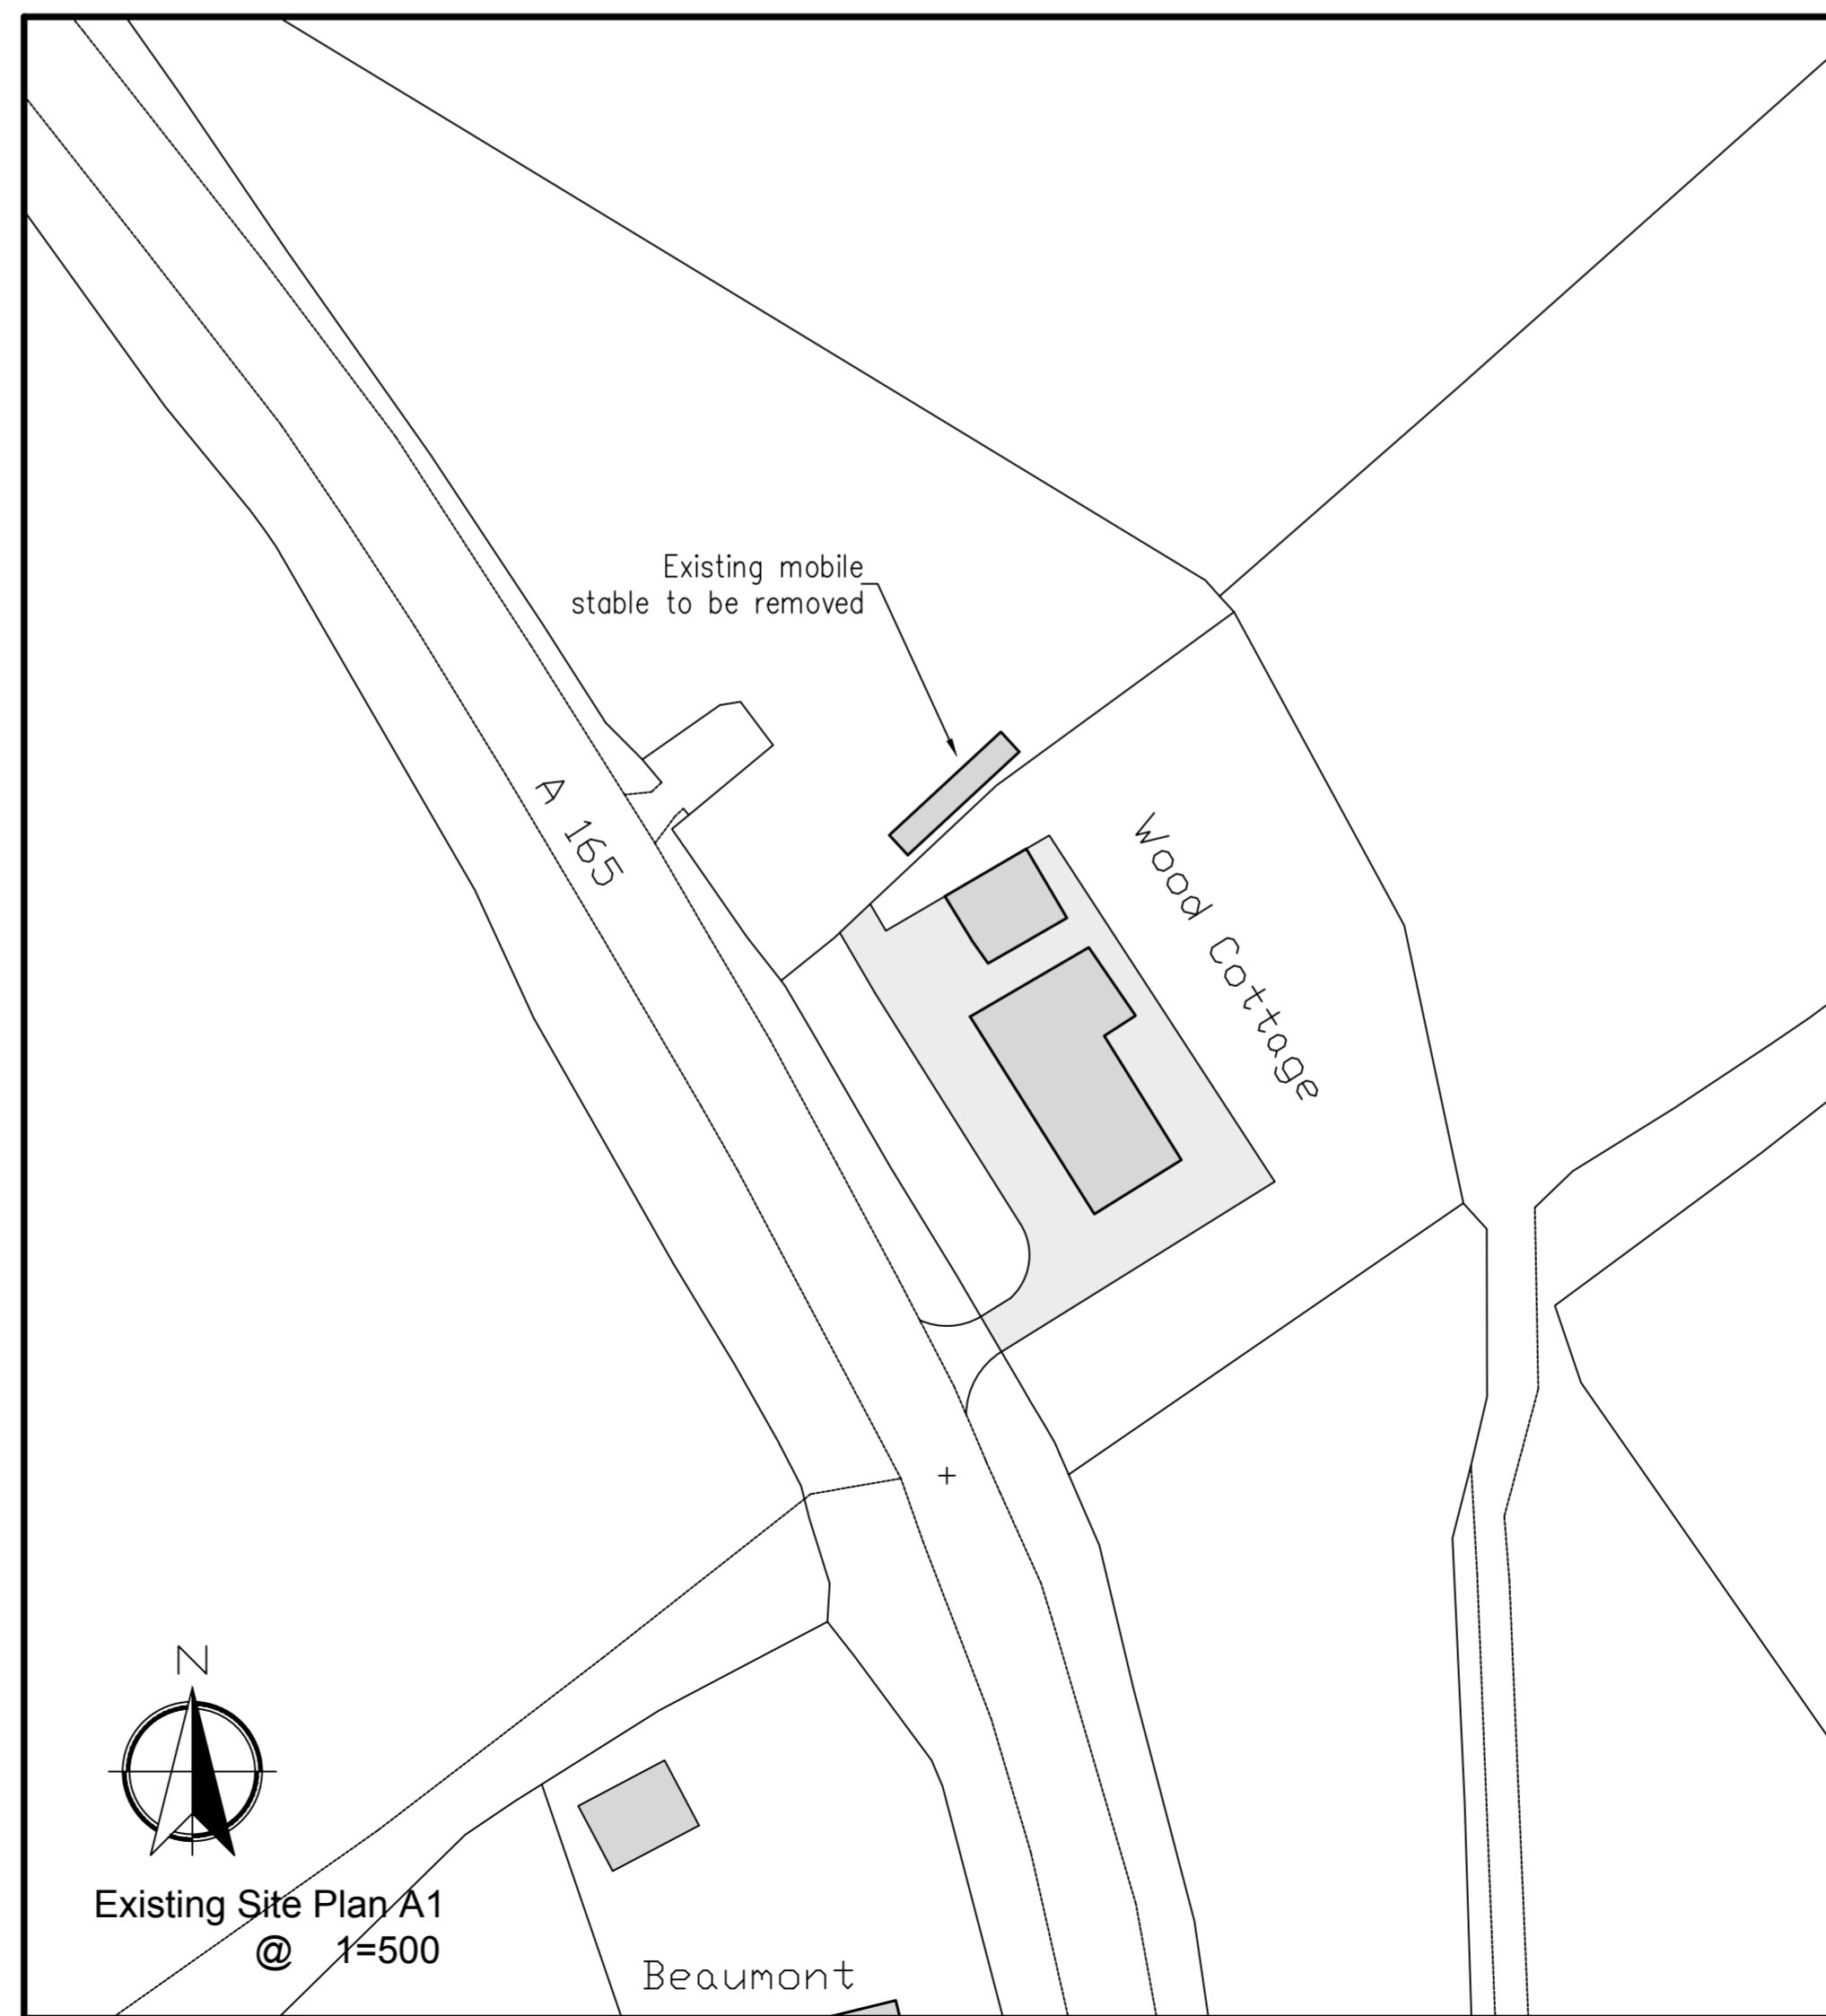 Existing mobile
stable to be removed
A 165
Wood Cottage
N
Existing Site Plan A1
@ 1=500
Beaumont